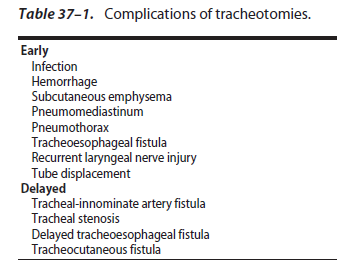 Table 37–1. Complications of tracheotomies.
Early
Infection
Hemorrhage
Subcutaneous emphysema
Pneumomediastinum
Pneumothorax
Tracheoesophageal fistula
Recurrent laryngeal nerve injury
Tube displacement
Delayed
Tracheal-innominate artery fistula
Tracheal stenosis
Delayed tracheoesophageal fistula
Tracheocutaneous fistula